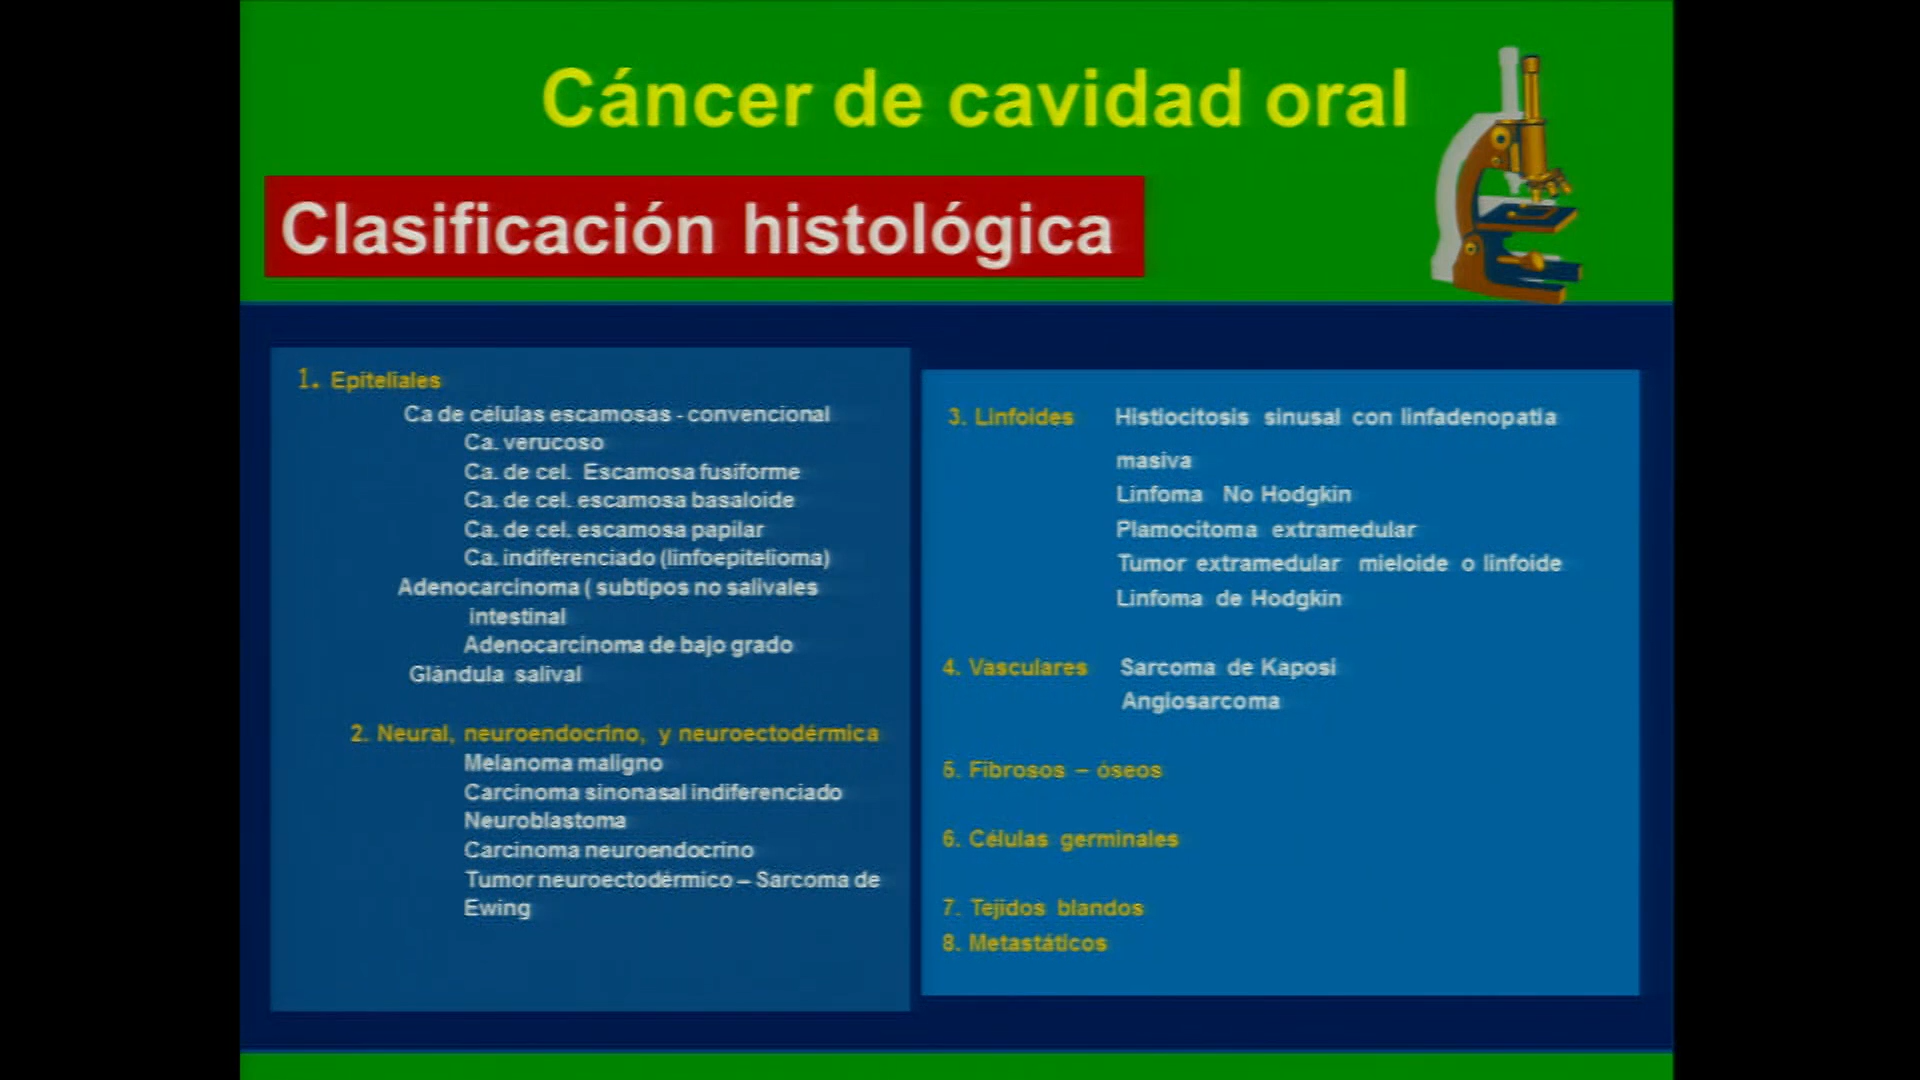 Cáncer de cavidad oral
Clasificación histológica
1. Epiteliales
Ca de células escamosas - convencional
Ca. verucoso
Ca. de cel. Escamosa fusiforme
Ca. de cel. escamosa basaloide
Ca. de cel. escamosa papilar
Ca. indiferenciado (linfoepitelioma)
Adenocarcinoma ( subtipos no salivales
intestinal
Adenocarcinoma de bajo grado
Glándula salival
2. Neural, neuroendocrino, y neuroectodérmica
Melanoma maligno
Carcinoma sinonasal indiferenciado
Neuroblastoma
Carcinoma neuroendocrino
Tumor neuroectodérmico – Sarcoma de
Ewing
3. Linfoides Histiocitosis sinusal con linfadenopatia
masiva
Linfoma No Hodgkin
Plamocitoma extramedular
Tumor extramedular mieloide o linfoide
Linfoma de Hodgkin
4. Vasculares Sarcoma de Kaposi
Angiosarcoma
5. Fibrosos – óseos
6. Células germinales
7. Tejidos blandos
8. Metastáticos